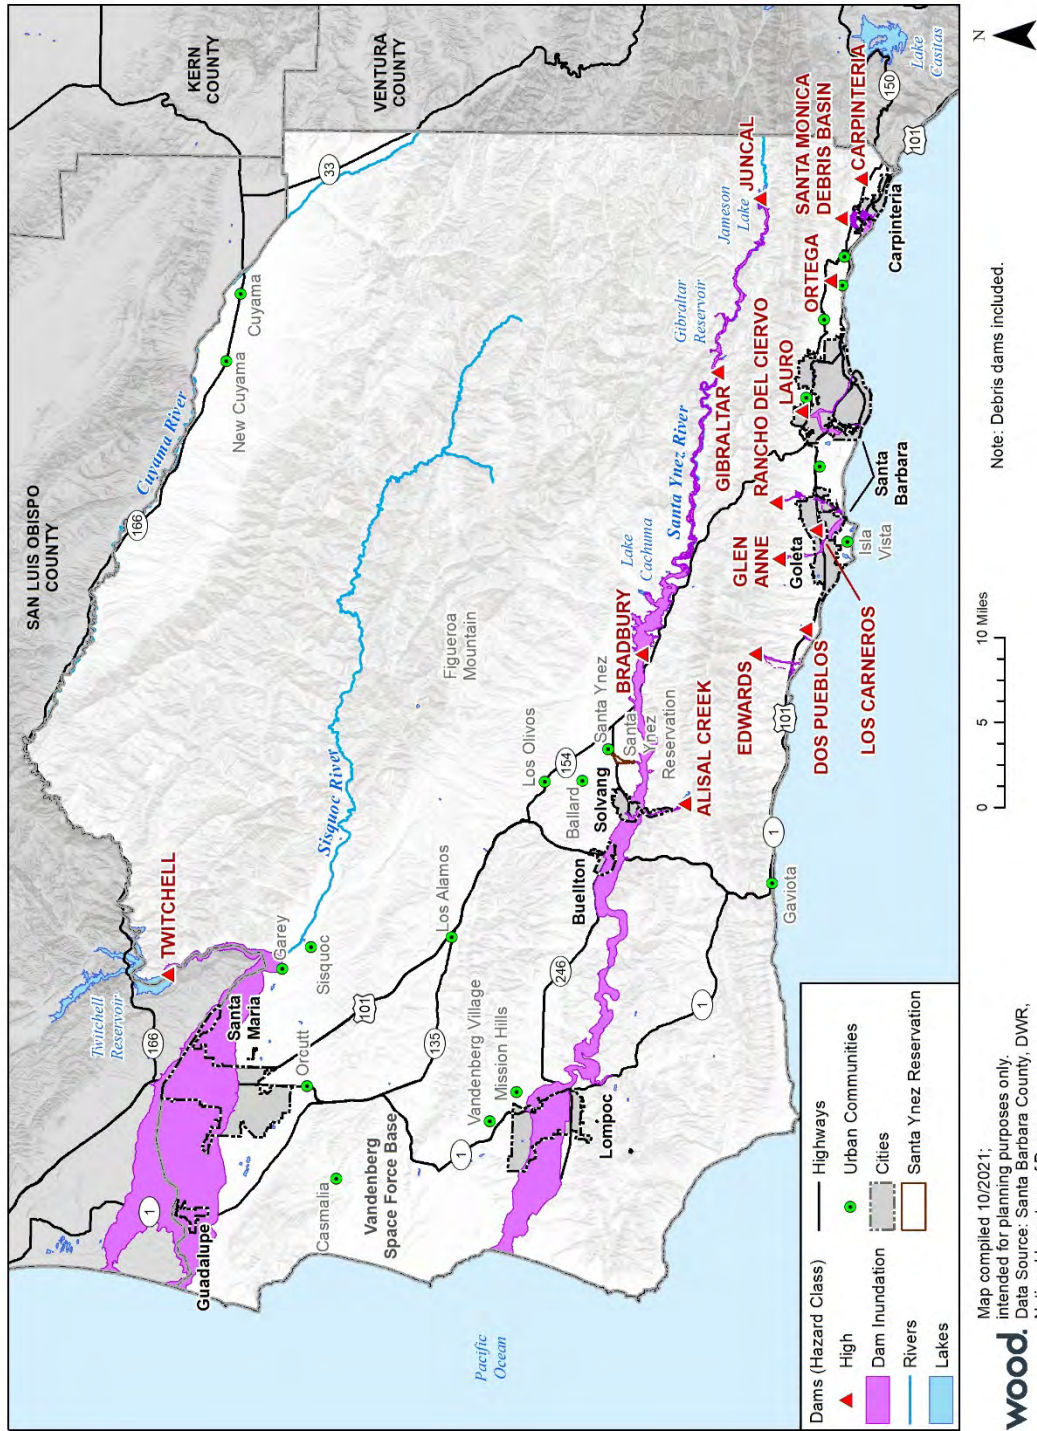 SAN LUIS OBISPO
COUNTY
KERN
COUNTY
VENTURA
COUNTY
166
Cuyama River
33
Cuyama
New Cuyama
Twitchell
Reservoir
TWITCHELL
166
1
Guadalupe
Santa
Maria
Garey
Sisquoc
Sisquoc River
Orcutt
101
Casmalia
135
Los Alamos
Figueroa
Mountain
Vandenberg
Space Force Base
Vandenberg Village
Mission Hills
1
Lompoc
246
1
Los Olivos
154
Ballard
Santa Ynez
Solvang
Santa
Ynez
Reservation
Buellton
BRADBURY
Lake
Cachuma
Santa Ynez River
ALISAL CREEK
GIBRALTAR
Gibraltar
Reservoir
Jameson
Lake
JUNCAL
EDWARDS
GLEN
ANNE
RANCHO DEL CIERVO
LAURO
ORTEGA
SANTA MONICA
DEBRIS BASIN
CARPINTERIA
Lake
Casitas
150
101
Carpinteria
Goleta
Isla
Vista
Santa
Barbara
101
DOS PUEBLOS
LOS CARNEROS
1
Gaviota
Pacific
Ocean
Dams (Hazard Class)
High
Dam Inundation
Rivers
Lakes
Highways
Urban Communities
Cities
Santa Ynez Reservation
0
5
10 Miles
N
Note: Debris dams included.
wood.
Map compiled 10/2021;
intended for planning purposes only.
Data Source: Santa Barbara County, DWR,